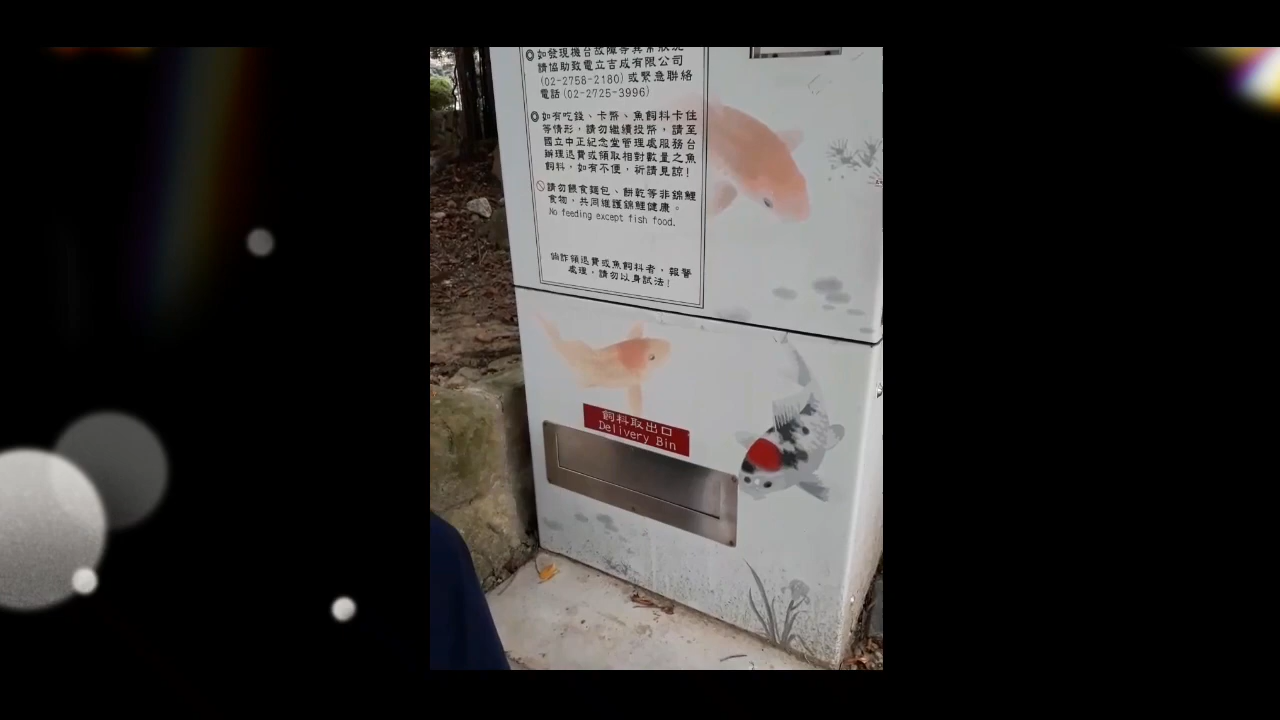 ◎如發現機台故障等異常狀況
請協助致電立吉成有限公司
(02-2758-2180)或緊急聯絡
電話(02-2725-3996)
◎如有吃錢、卡幣、魚飼料卡住
等情形，請勿繼續投幣，請至
國立中正紀念堂管理處服務台
辦理退費或領取相對數量之魚
飼料，如有不便，祈請見諒!
請勿餵食麵包、餅乾等非錦鯉
食物，共同維護錦鯉健康。
No feeding except fish food.
倘詐領退費或魚飼料者，報警
處理，請勿以身試法!
飼料取出口
Delivery Bin